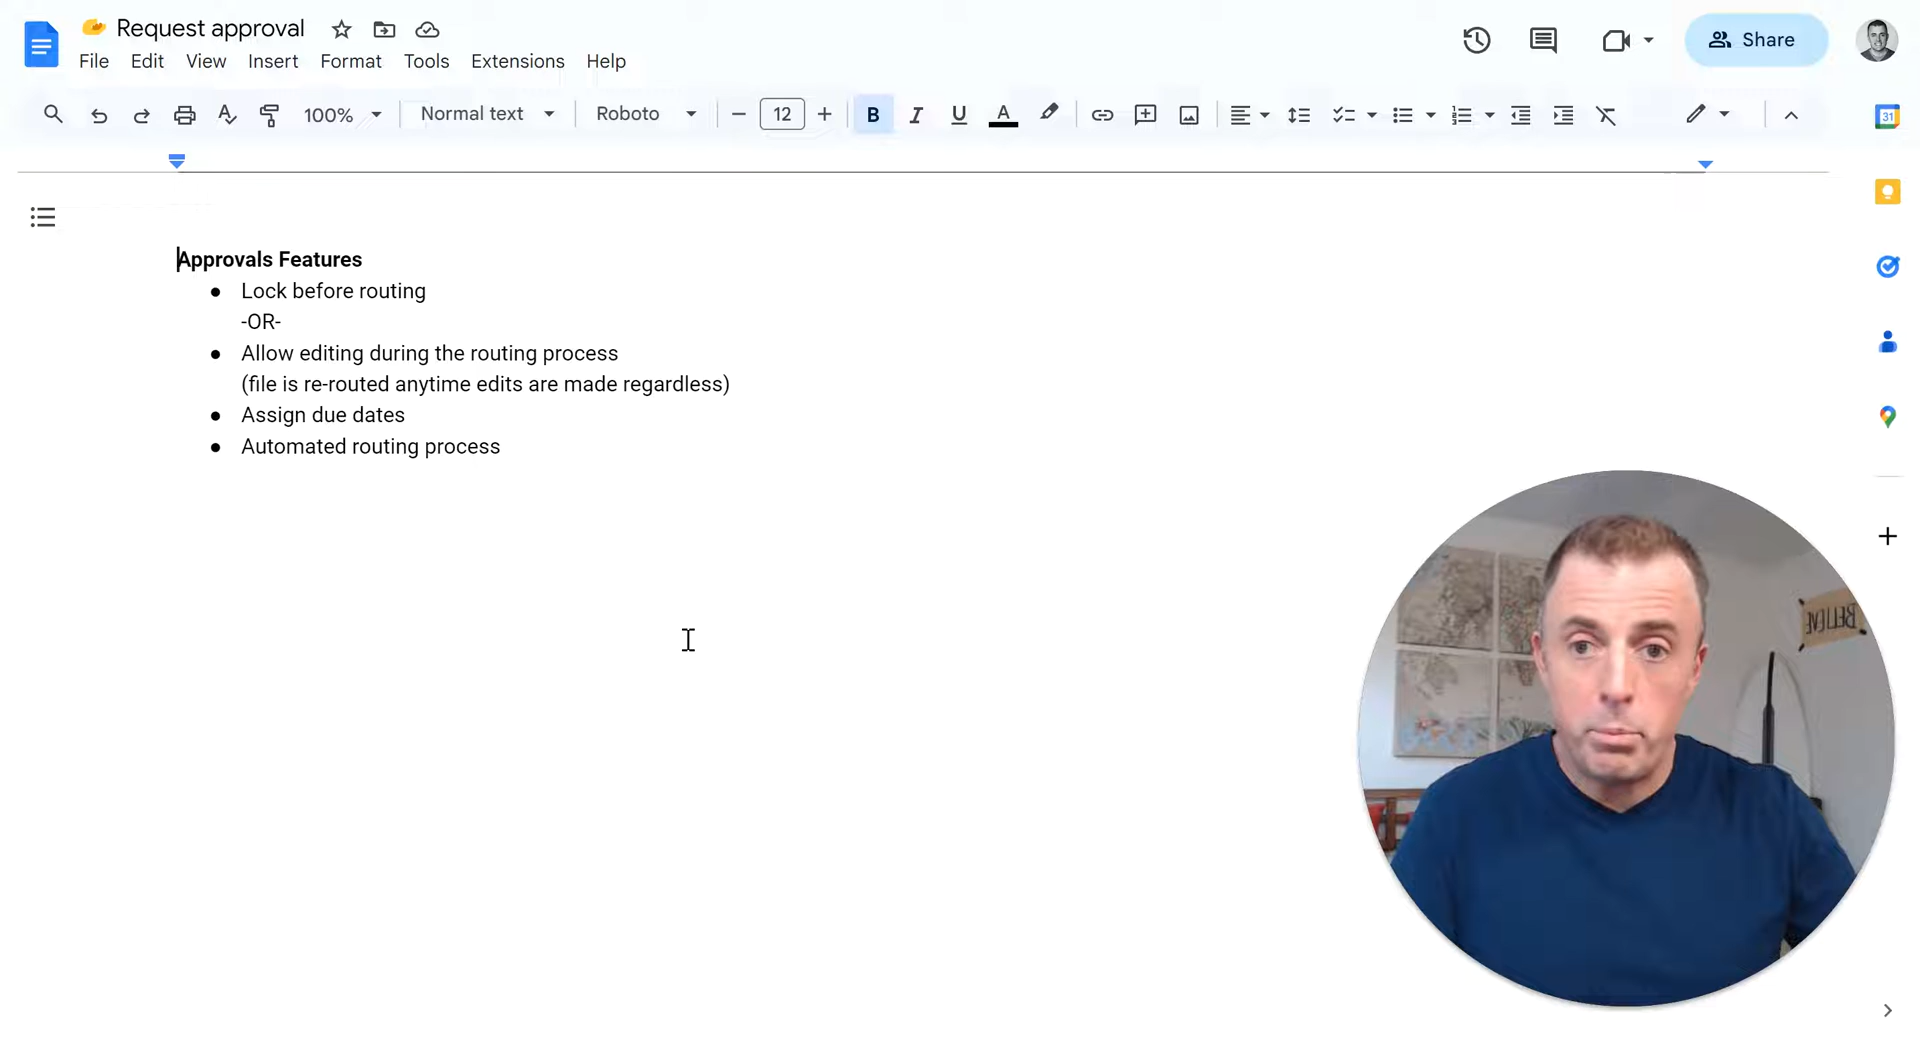 Request approval
File Edit View Insert Format Tools Extensions Help
Share
100% Normal text Roboto 12 B I U A
31
Approvals Features
● Lock before routing
-OR-
● Allow editing during the routing process
(file is re-routed anytime edits are made regardless)
● Assign due dates
● Automated routing process
BELIEVE